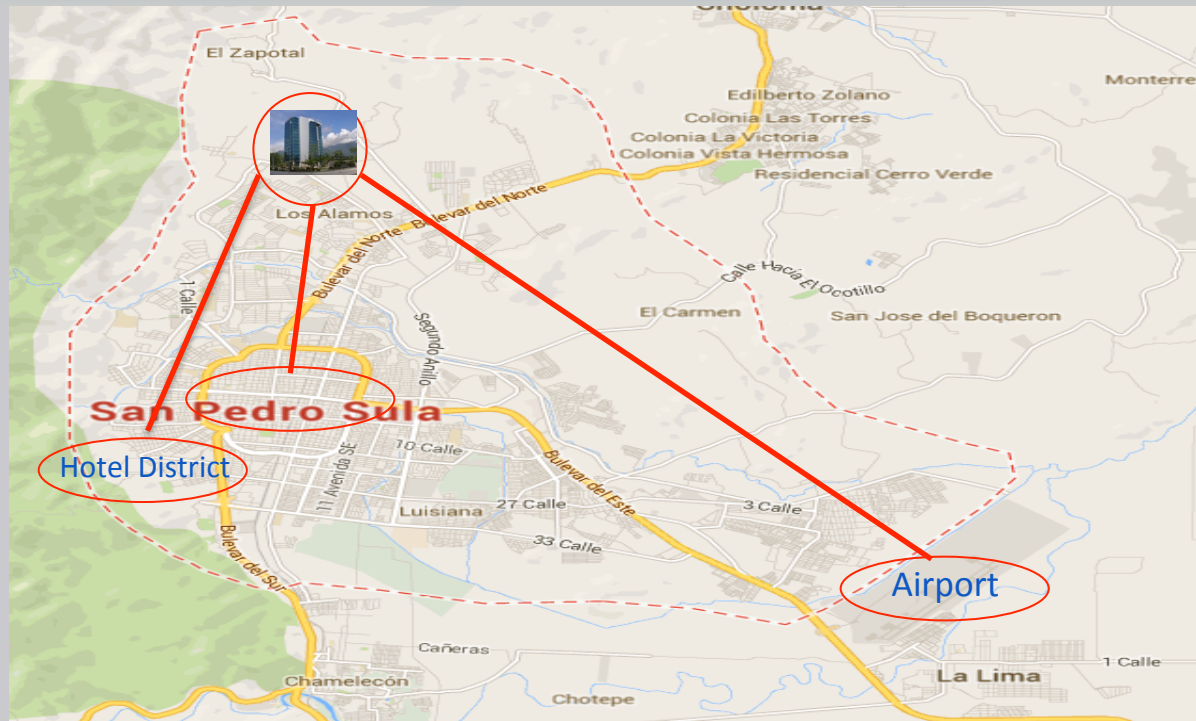 Choloma
El Zapotal
Monterre
Edilberto Zolano
Colonia Las Torres
Colonia La Victoria
Colonia Vista Hermosa
Residencial Cerro Verde
Los Alamos
Bulevar del Norte
Bulevar del Norte
Calle Hacia El Ocotillo
1 Calle
El Carmen
San Jose del Boqueron
Segundo Anillo
San Pedro Sula
10 Calle
Hotel District
11 Avenida SE
Bulevar del Este
Luisiana
27 Calle
3 Calle
33 Calle
Bulevar del Sur
Airport
Cañeras
1 Calle
La Lima
Chamelecón
Chotepe